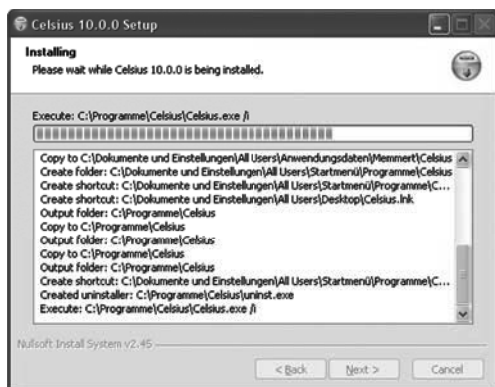 Celsius 10.0.0 Setup
Installing
Please wait while Celsius 10.0.0 is being installed.
Execute: C:\Programme\Celsius\Celsius.exe /i
Copy to C:\Dokumente und Einstellungen\All Users\Anwendungsdaten\Memmert\Celsius
Create folder: C:\Dokumente und Einstellungen\All Users\Startmenü\Programme\Celsius
Create shortcut: C:\Dokumente und Einstellungen\All Users\Startmenü\Programme\C...
Create shortcut: C:\Dokumente und Einstellungen\All Users\Desktop\Celsius.lnk
Output folder: C:\Programme\Celsius
Copy to C:\Programme\Celsius
Output folder: C:\Programme\Celsius
Copy to C:\Programme\Celsius
Output folder: C:\Programme\Celsius
Create shortcut: C:\Dokumente und Einstellungen\All Users\Startmenü\Programme\C...
Created uninstaller: C:\Programme\Celsius\uninst.exe
Execute: C:\Programme\Celsius\Celsius.exe /i
Nullsoft Install System v2.45
< Back Next > Cancel